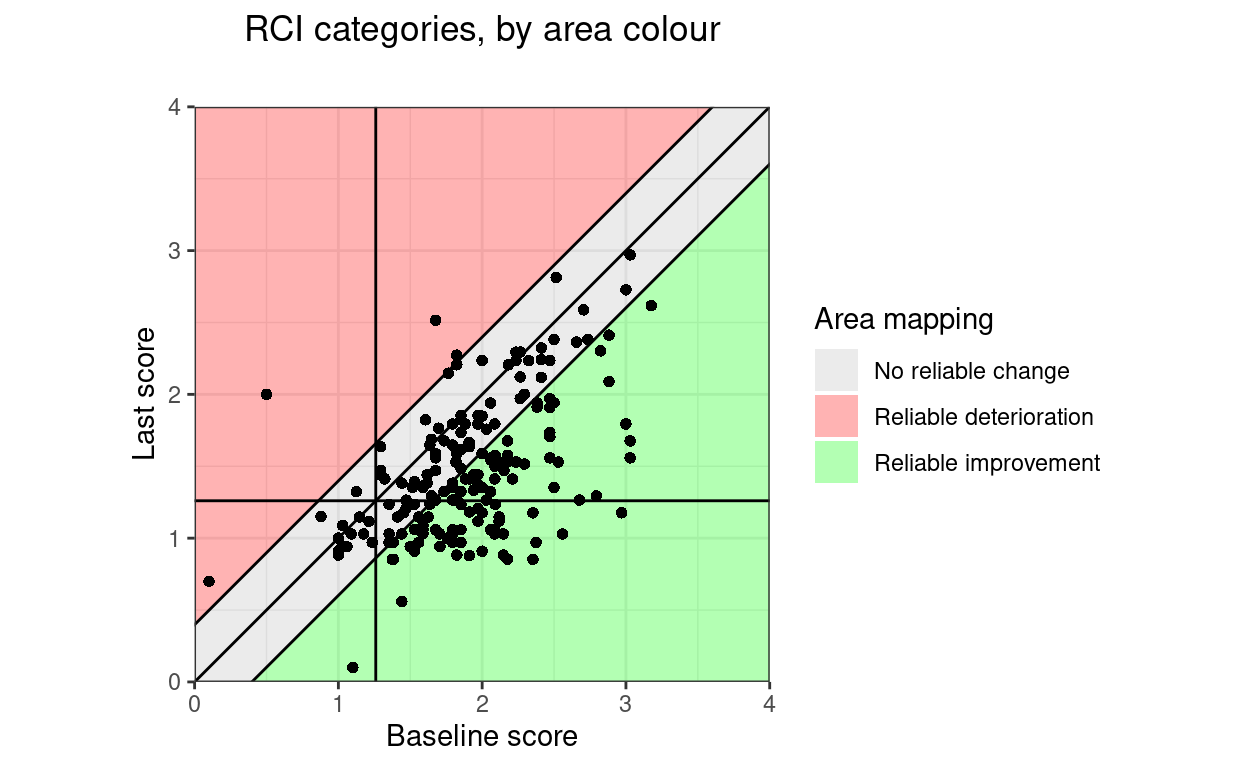 RCI categories, by area colour
4
3
2
1
0
Last score
0 1 2 3 4
Baseline score
Area mapping
No reliable change
Reliable deterioration
Reliable improvement